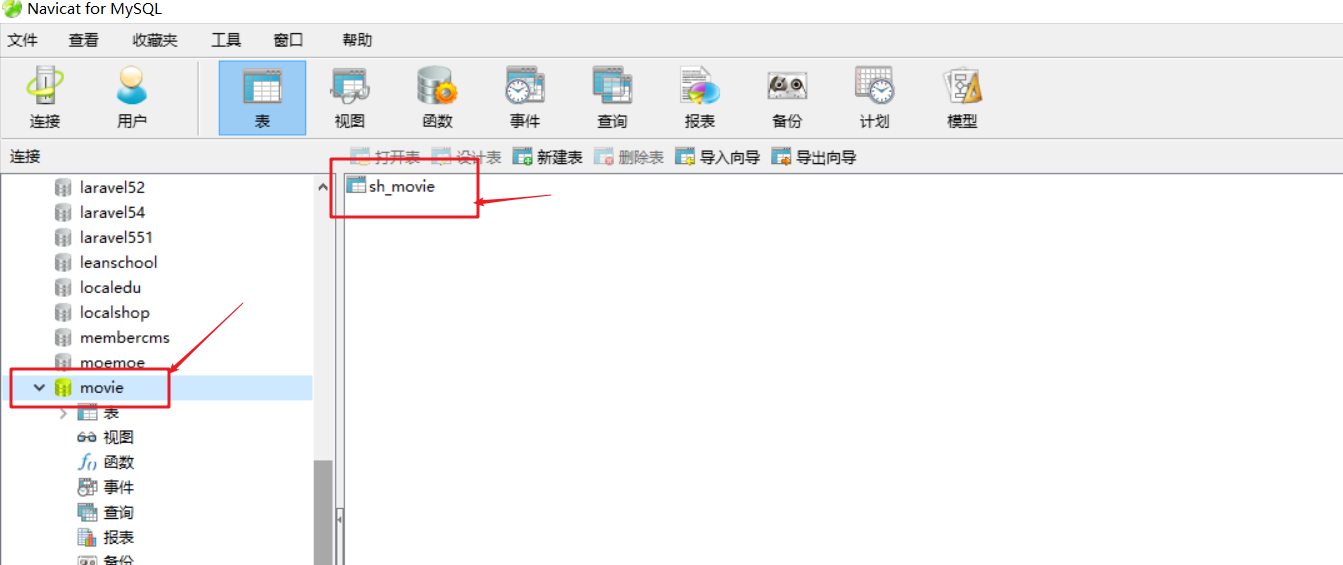 Navicat for MySQL
文件 查看 收藏夹 工具 窗口 帮助
连接 用户 表 视图 函数 事件 查询 报表 备份 计划 模型
连接 打开表 设计表 新建表 删除表 导入向导 导出向导
sh_movie
laravel52
laravel54
laravel551
leanschool
localedu
localshop
membercms
moemoe
movie
表
视图
函数
事件
查询
报表
备份